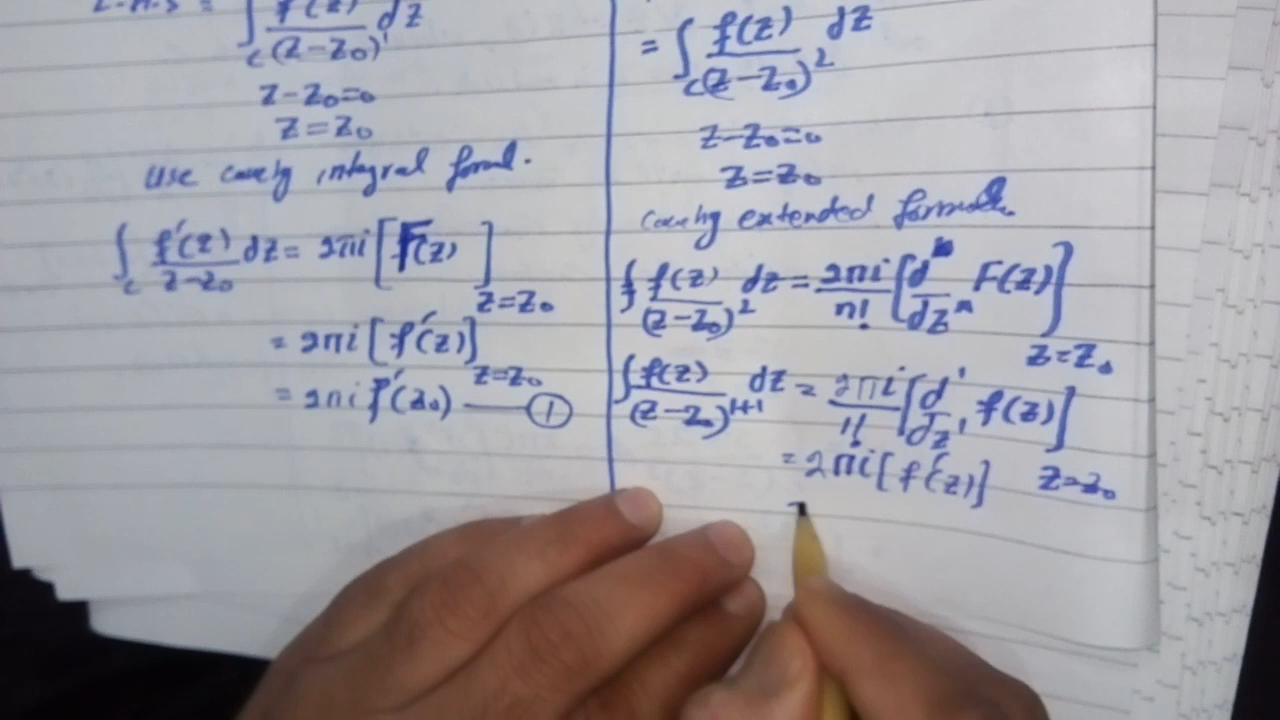 L.H.S = ∫c f'(z)/(z-z₀)' dz
z-z₀=0
z=z₀
use cauchy integral formul.
∫c f'(z)/z-z₀ dz = 2πi [F(z)] z=z₀
= 2πi [f'(z)] z=z₀
= 2πi f'(z₀) —— ①
= ∫c f(z)/(z-z₀)² dz
z-z₀=0
z=z₀
Cauchy extended formula
∮ f(z)/(z-z₀)² dz = 2πi/n! [dⁿ/dzⁿ F(z)] z=z₀
∫ f(z)/(z-z₀)¹⁺¹ dz = 2πi/1! [d¹/dz¹ f(z)] z=z₀
= 2πi [f'(z)]